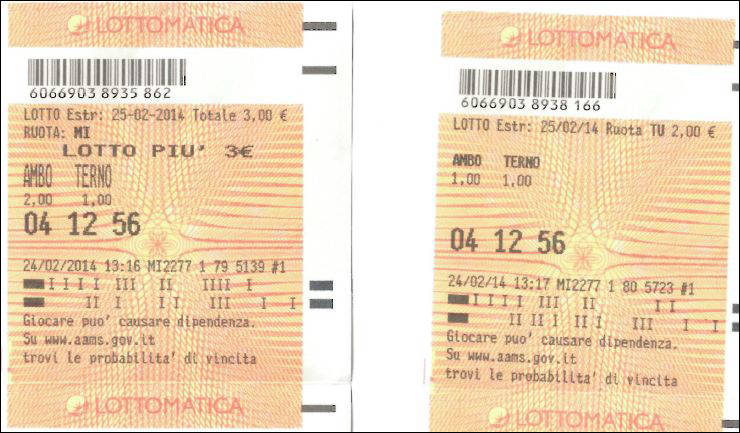 LOTTOMATICA
6066903 8935 862
LOTTO Estr: 25-02-2014 Totale 3,00 €
RUOTA: MI
LOTTO PIU' 3€
AMBO TERNO
2,00 1,00
04 12 56
24/02/2014 13:16 MI2277 1 79 5139 #1
Giocare puo' causare dipendenza.
Su www.aams.gov.it
trovi le probabilita' di vincita
LOTTOMATICA
LOTTOMATICA
6066903 8938 166
LOTTO Estr: 25/02/14 Ruota TU 2,00 €
AMBO TERNO
1,00 1,00
04 12 56
24/02/14 13:17 MI2277 1 80 5723 #1
Giocare puo' causare dipendenza.
Su www.aams.gov.it
trovi le probabilita' di vincita
LOTTOMATICA